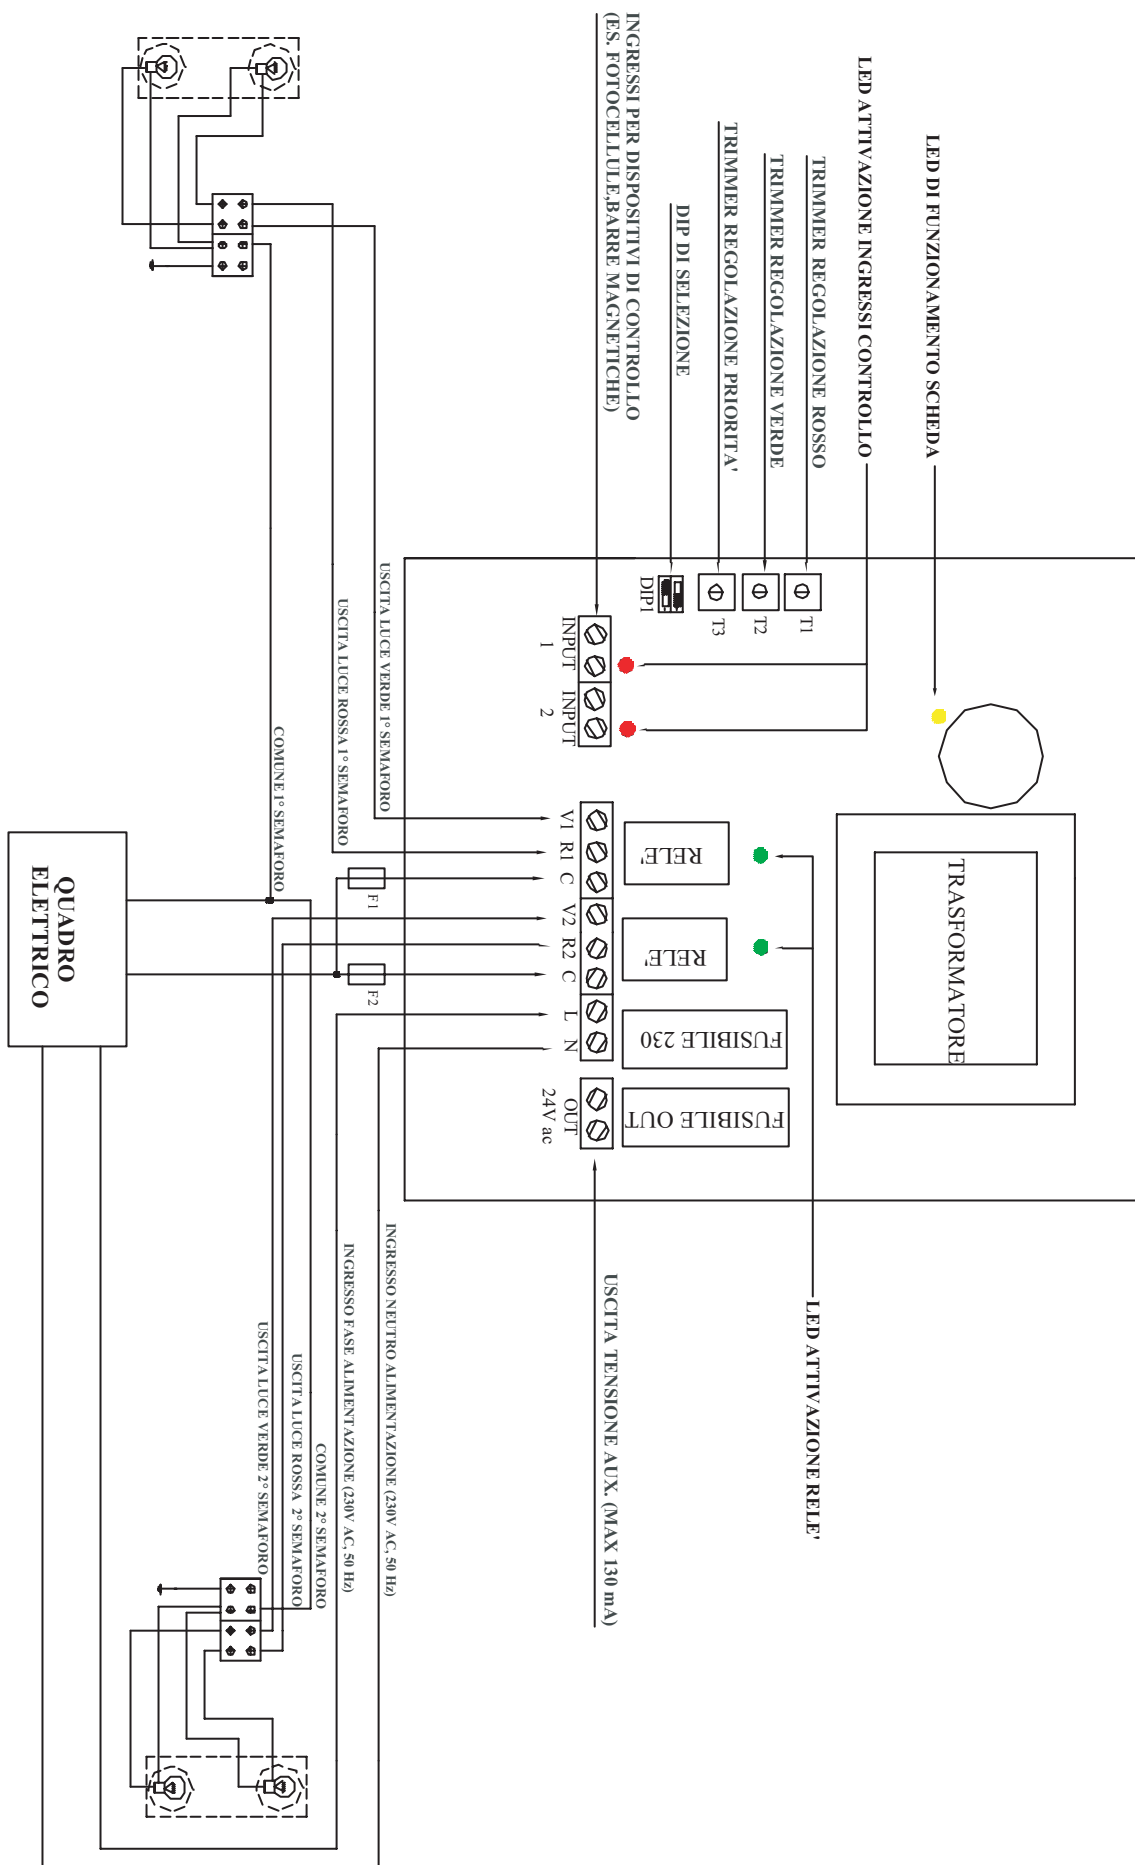 LED DI FUNZIONAMENTO SCHEDA
LED ATTIVAZIONE INGRESSI CONTROLLO
TRIMMER REGOLAZIONE ROSSO
TRIMMER REGOLAZIONE VERDE
TRIMMER REGOLAZIONE PRIORITA'
DIP DI SELEZIONE
INGRESSI PER DISPOSITIVI DI CONTROLLO
(ES. FOTOCELLULE,BARRE MAGNETICHE)
T1
T2
T3
DIP1
INPUT
1
INPUT
2
TRASFORMATORE
RELE'
RELE'
FUSIBILE 230
FUSIBILE OUT
V1
R1
C
V2
R2
C
L
N
OUT
24V ac
F1
F2
USCITA LUCE VERDE 1° SEMAFORO
USCITA LUCE ROSSA 1° SEMAFORO
COMUNE 1° SEMAFORO
QUADRO
ELETTRICO
LED ATTIVAZIONE RELE'
USCITA TENSIONE AUX. (MAX 130 mA)
INGRESSO NEUTRO ALIMENTAZIONE (230V AC, 50 Hz)
INGRESSO FASE ALIMENTAZIONE (230V AC, 50 Hz)
COMUNE 2° SEMAFORO
USCITA LUCE ROSSA 2° SEMAFORO
USCITA LUCE VERDE 2° SEMAFORO